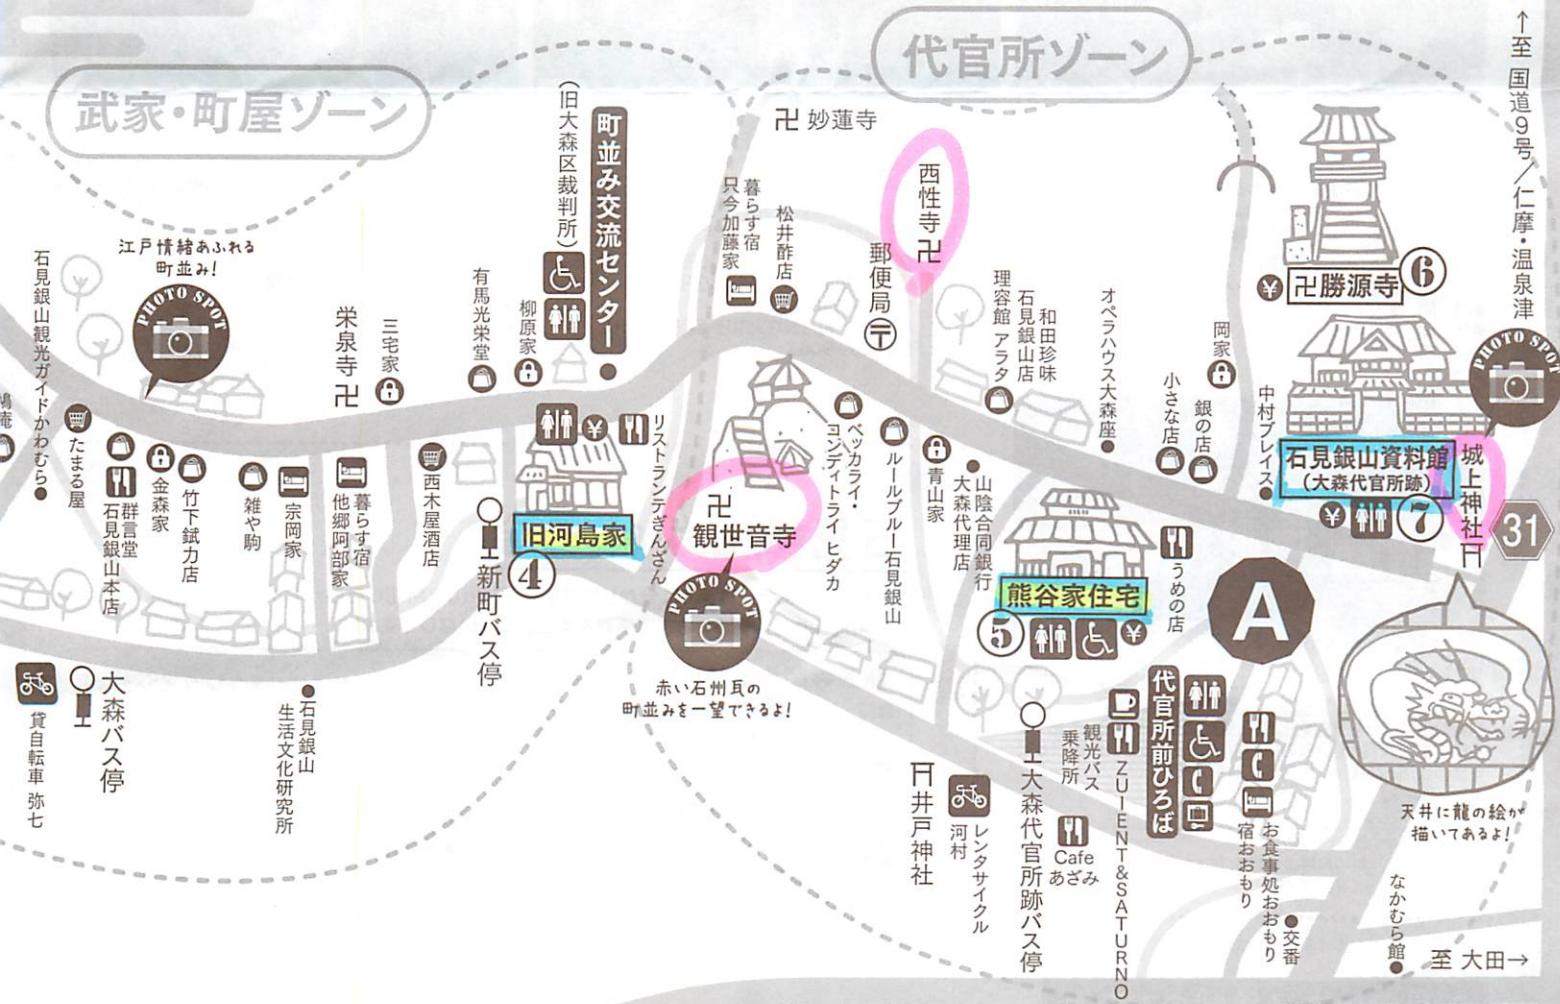 武家・町屋ゾーン
代官所ゾーン
↑至 国道9号／仁摩・温泉津
卍 妙蓮寺
西性寺 卍
町並み交流センター
(旧大森区裁判所)
暮らす宿
只今加藤家
松井酢店
郵便局
理容館 アラタ
石見銀山店
和田珍味
オペラハウス大森座
岡家
小さな店
銀の店
中村ブレイス
卍勝源寺
6
¥
PHOTO SPOT
石見銀山資料館
(大森代官所跡)
¥
7
城上神社
31
江戸情緒あふれる
町並み!
PHOTO SPOT
石見銀山観光ガイドかわむら
栄泉寺 卍
三宅家
有馬光栄堂
柳原家
たまる屋
群言堂
石見銀山本店
金森家
竹下錻力店
雑や駒
宗岡家
暮らす宿
他郷阿部家
西木屋酒店
新町バス停
¥
旧河島家
4
リストランテぎんざん
卍
観世音寺
PHOTO SPOT
赤い石州瓦の
町並みを一望できるよ!
ベッカライ・
コンディトライ ヒダカ
ルールブルー石見銀山
青山家
山陰合同銀行
大森代理店
熊谷家住宅
5
¥
うめの店
A
代官所前ひろば
ZUIENT&SATURNO
観光バス
乗降所
大森代官所跡バス停
Cafe
あざみ
井戸神社
レンタサイクル
河村
お食事処おおもり
宿おおもり
交番
なかむら館
至 大田→
天井に龍の絵が
描いてあるよ!
貸自転車 弥七
大森バス停
石見銀山
生活文化研究所